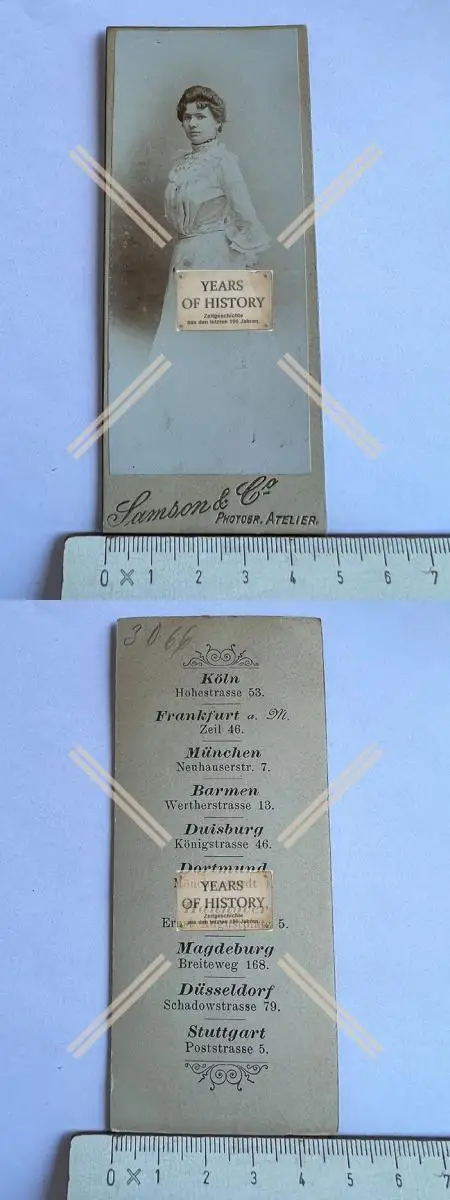 YEARS
OF HISTORY
Zeitgeschichte
aus den letzten 100 Jahren.
Samson & Co
PHOTOGR. ATELIER.
0 1 2 3 4 5 6 7
3066
Köln
Hohestrasse 53.
Frankfurt a. M.
Zeil 46.
München
Neuhauserstr. 7.
Barmen
Wertherstrasse 13.
Duisburg
Königstrasse 46.
Dortmund
YEARS
OF HISTORY
Zeitgeschichte
aus den letzten 100 Jahren.
5.
Magdeburg
Breiteweg 168.
Düsseldorf
Schadowstrasse 79.
Stuttgart
Poststrasse 5.
0 1 2 3 4 5 6 7